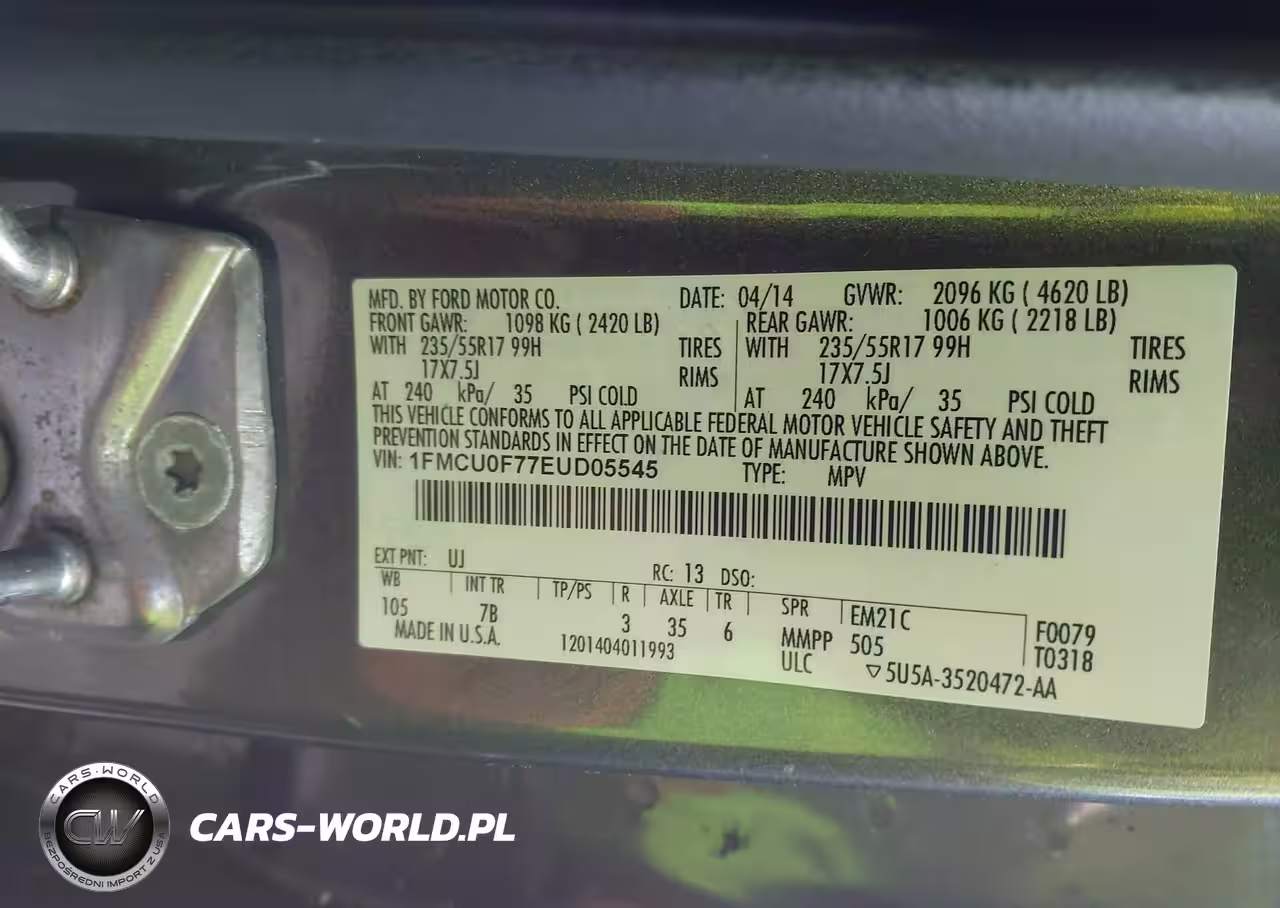 MFD. BY FORD MOTOR CO. DATE: 04/14 GVWR: 2096 KG ( 4620 LB)
FRONT GAWR: 1098 KG ( 2420 LB) REAR GAWR: 1006 KG ( 2218 LB)
WITH 235/55R17 99H TIRES WITH 235/55R17 99H TIRES
17X7.5J RIMS 17X7.5J RIMS
AT 240 kPa/ 35 PSI COLD AT 240 kPa/ 35 PSI COLD
THIS VEHICLE CONFORMS TO ALL APPLICABLE FEDERAL MOTOR VEHICLE SAFETY AND THEFT
PREVENTION STANDARDS IN EFFECT ON THE DATE OF MANUFACTURE SHOWN ABOVE.
VIN: 1FMCU0F77EUD05545 TYPE: MPV
EXT PNT: UJ RC: 13 DSO:
WB INT TR TP/PS R AXLE TR SPR EM21C
105 7B 3 35 6 MMPP 505 F0079
MADE IN U.S.A. 1201404011993 ULC ▽5U5A-3520472-AA T0318
CARS-WORLD
CW
BEZPOŚREDNI IMPORT Z USA
CARS-WORLD.PL